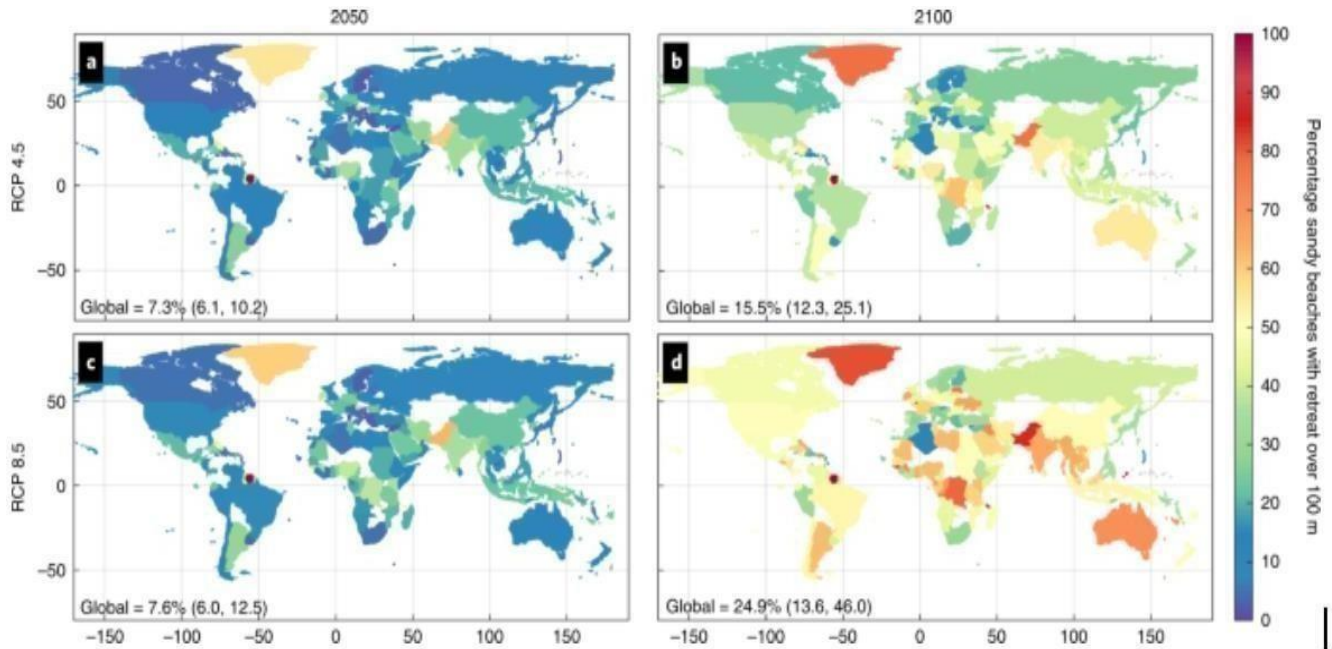 2050
2100
a
50
0
−50
RCP 4.5
Global = 7.3% (6.1, 10.2)
b
Global = 15.5% (12.3, 25.1)
c
50
0
−50
RCP 8.5
Global = 7.6% (6.0, 12.5)
−150 −100 −50 0 50 100 150
d
Global = 24.9% (13.6, 46.0)
−150 −100 −50 0 50 100 150
100
90
80
70
60
50
40
30
20
10
0
Percentage sandy beaches with retreat over 100 m